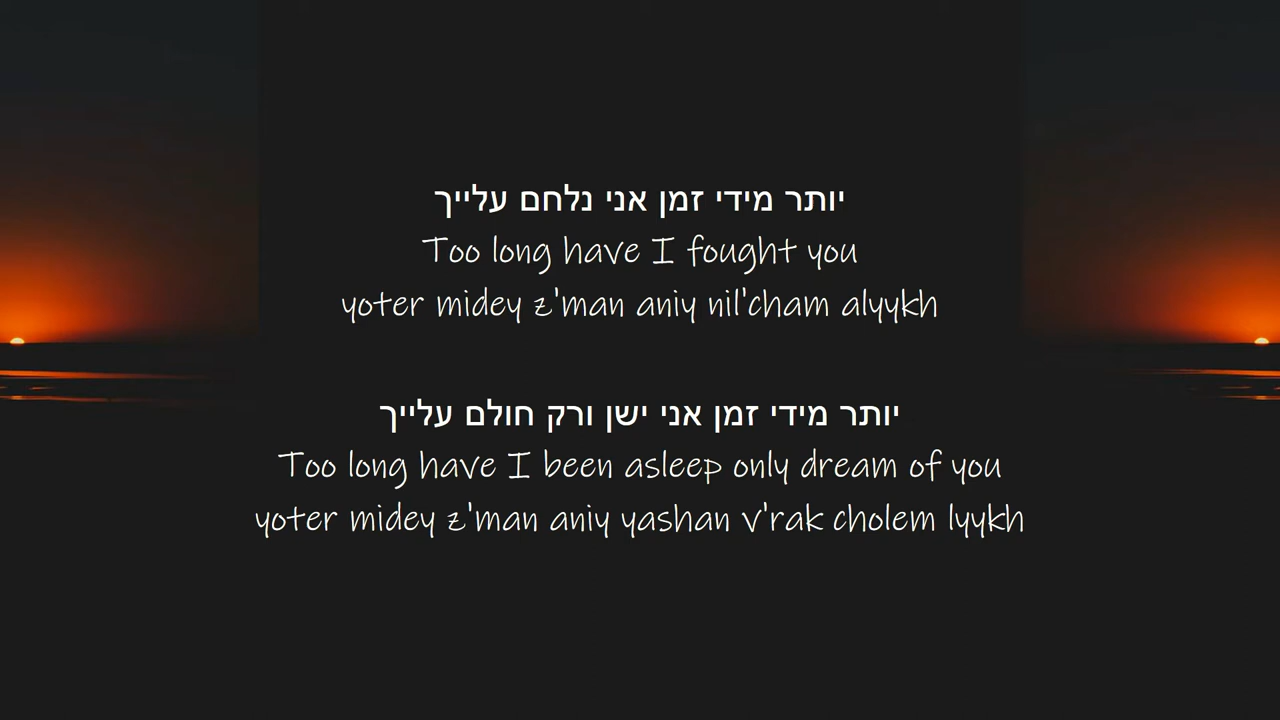 יותר מידי זמן אני נלחם עלייך
Too long have I fought you
yoter midey z'man aniy nil'cham alyykh
יותר מידי זמן אני ישן ורק חולם עלייך
Too long have I been asleep only dream of you
yoter midey z'man aniy yashan v'rak cholem lyykh